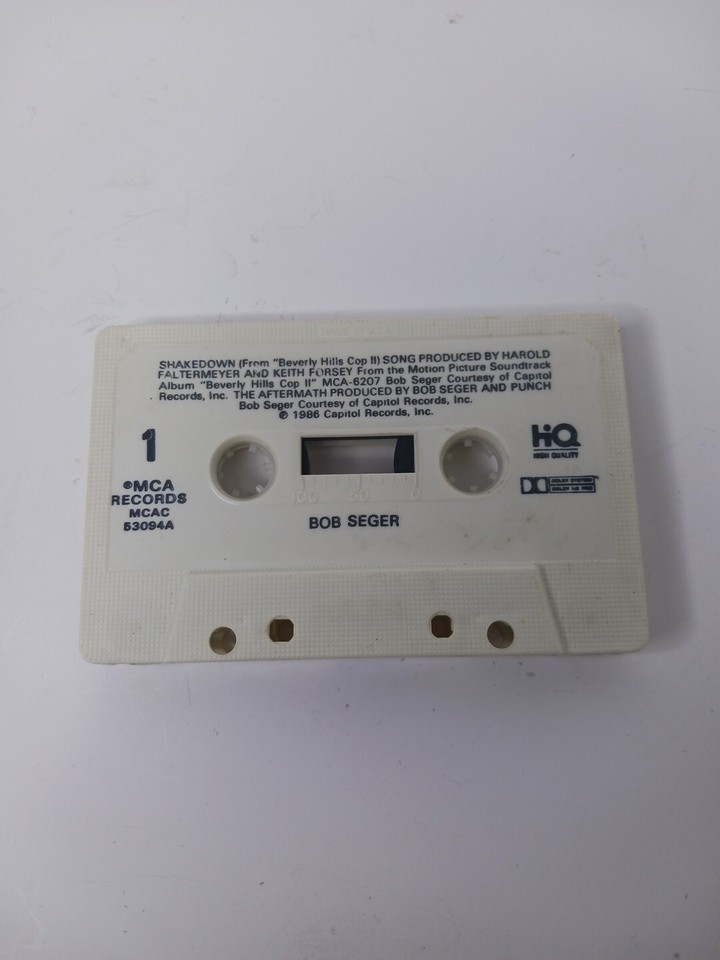 SHAKEDOWN (From "Beverly Hills Cop II) SONG PRODUCED BY HAROLD
FALTERMEYER AND KEITH FORSEY From the Motion Picture Soundtrack
Album "Beverly Hills Cop II" MCA-6207 Bob Seger Courtesy of Capitol
Records, Inc. THE AFTERMATH PRODUCED BY BOB SEGER AND PUNCH
Bob Seger Courtesy of Capitol Records, Inc.
℗ 1986 Capitol Records, Inc.
1
HiQ
HIGH QUALITY
®MCA
RECORDS
MCAC
53094A
DOLBY SYSTEM
100 50 0
BOB SEGER